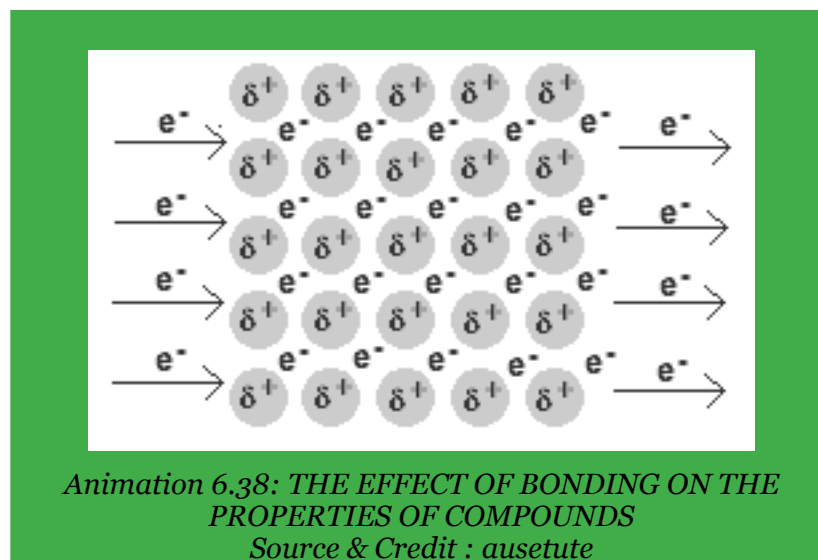 δ+ δ+ δ+ δ+ δ+
e- e- e- e- e- e- e-
δ+ δ+ δ+ δ+ δ+
e- e- e- e- e- e- e-
δ+ δ+ δ+ δ+ δ+
e- e- e- e- e- e- e-
δ+ δ+ δ+ δ+ δ+
e- e- e- e- e- e- e-
δ+ δ+ δ+ δ+ δ+
Animation 6.38: THE EFFECT OF BONDING ON THE
PROPERTIES OF COMPOUNDS
Source & Credit : ausetute